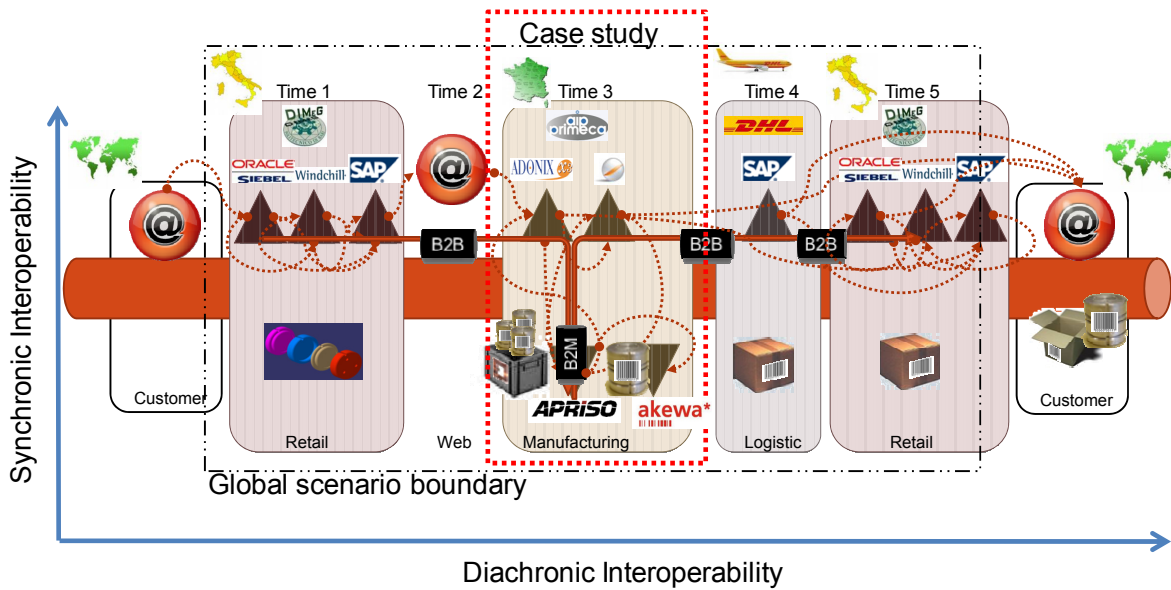 Case study
Time 1
Time 2
Time 3
Time 4
Time 5
DIMEG
aip
primeca
DHL
DIMEG
ORACLE
SIEBEL
Windchill
SAP
@
ADONIX
SAP
ORACLE
SIEBEL
Windchill
SAP
@
@
B2B
B2B
B2B
B2M
APRISO
akewa*
Customer
Retail
Web
Manufacturing
Logistic
Retail
Customer
Global scenario boundary
Synchronic Interoperability
Diachronic Interoperability